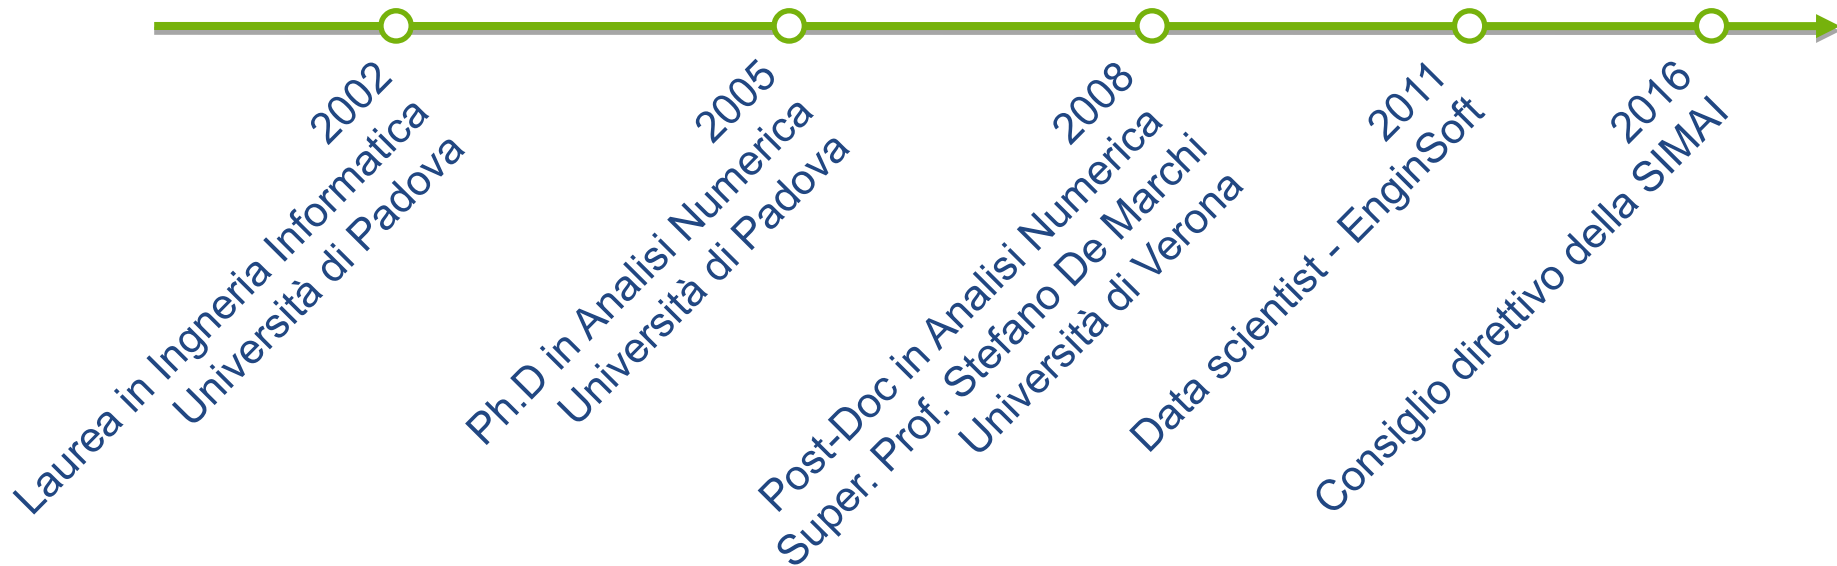 2002
Laurea in Ingneria Informatica
Università di Padova
2005
Ph.D in Analisi Numerica
Università di Padova
2008
Post-Doc in Analisi Numerica
Super. Prof. Stefano De Marchi
Università di Verona
2011
Data scientist - EnginSoft
2016
Consiglio direttivo della SIMAI